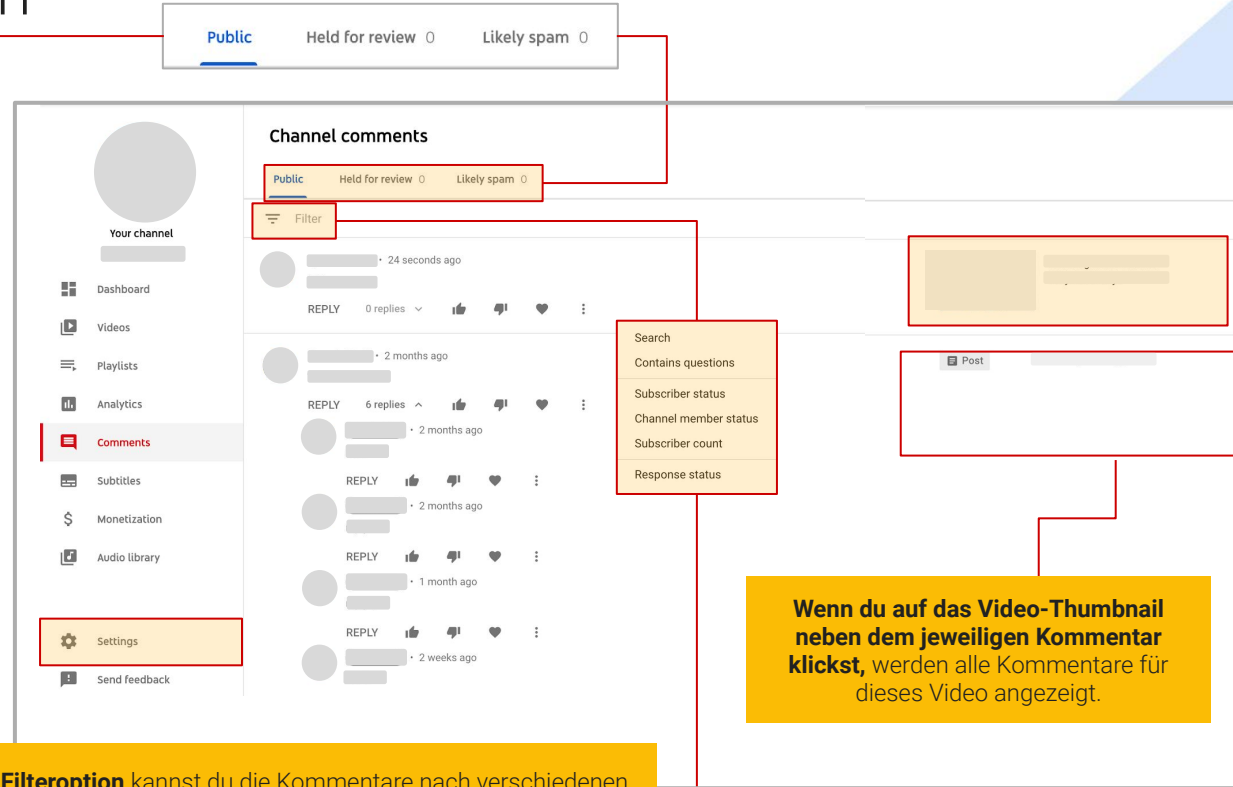 Public Held for review 0 Likely spam 0
Channel comments
Public Held for review 0 Likely spam 0
Filter
Your channel
Dashboard
Videos
Playlists
Analytics
Comments
Subtitles
Monetization
Audio library
Settings
Send feedback
• 24 seconds ago
REPLY 0 replies
• 2 months ago
REPLY 6 replies
• 2 months ago
REPLY
• 2 months ago
REPLY
• 1 month ago
REPLY
• 2 weeks ago
Search
Contains questions
Subscriber status
Channel member status
Subscriber count
Response status
Post
Wenn du auf das Video-Thumbnail
neben dem jeweiligen Kommentar
klickst, werden alle Kommentare für
dieses Video angezeigt.
Filteroption kannst du die Kommentare nach verschiedenen